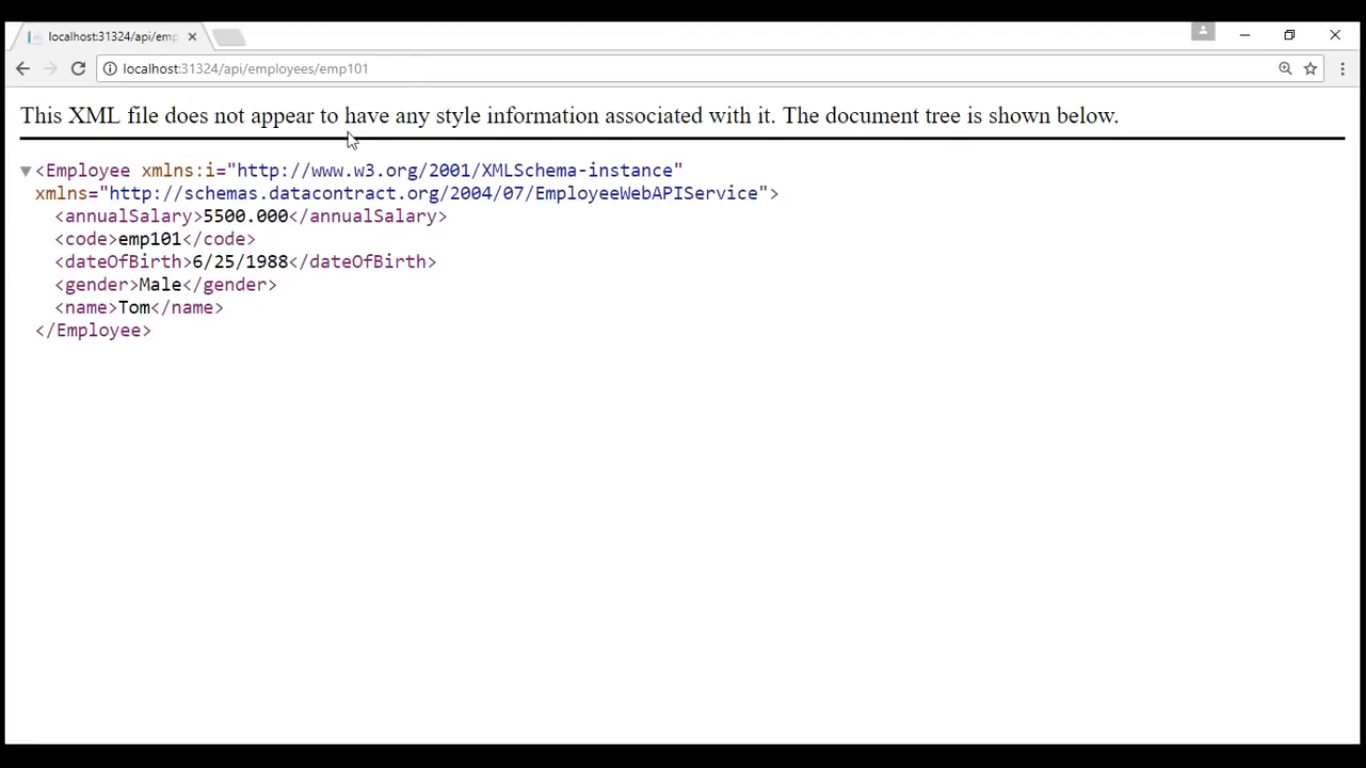 localhost:31324/api/emp
localhost:31324/api/employees/emp101
This XML file does not appear to have any style information associated with it. The document tree is shown below.
▼<Employee xmlns:i="http://www.w3.org/2001/XMLSchema-instance"
xmlns="http://schemas.datacontract.org/2004/07/EmployeeWebAPIService">
<annualSalary>5500.000</annualSalary>
<code>emp101</code>
<dateOfBirth>6/25/1988</dateOfBirth>
<gender>Male</gender>
<name>Tom</name>
</Employee>